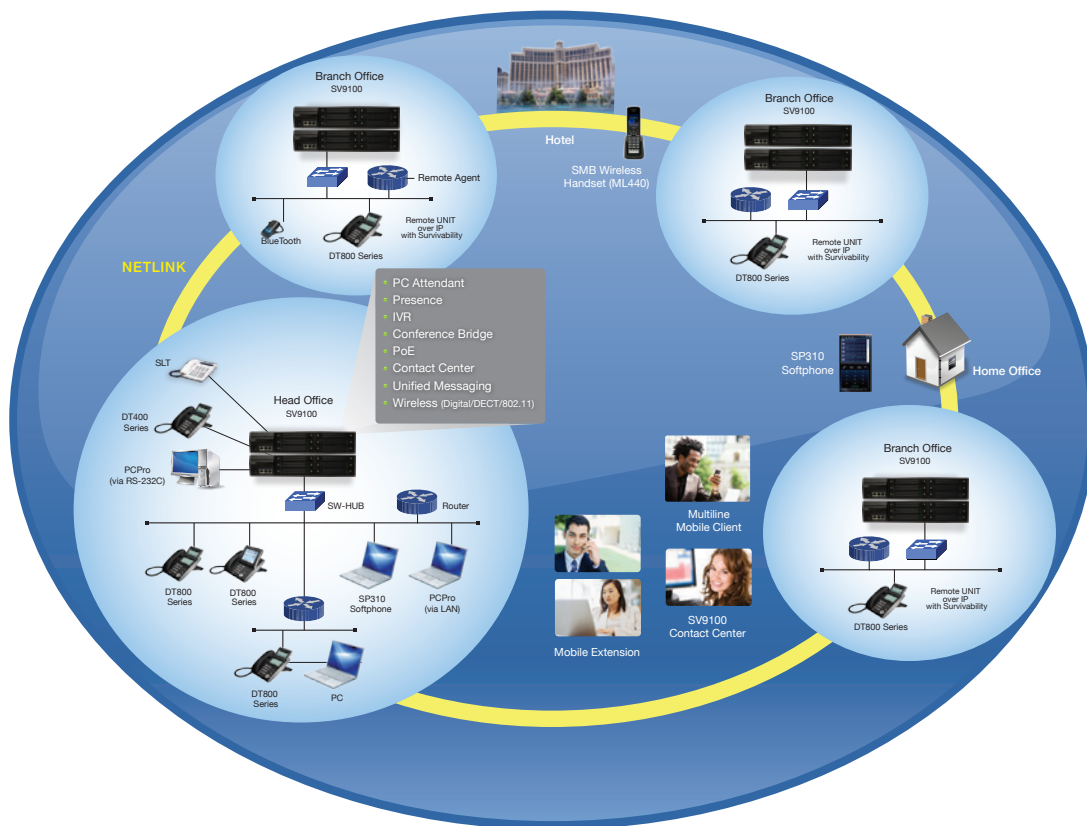 Branch Office
SV9100
Remote Agent
BlueTooth
DT800 Series
Remote UNIT
over IP
with Survivability
Hotel
SMB Wireless
Handset (ML440)
Branch Office
SV9100
DT800 Series
Remote UNIT
over IP
with Survivability
NETLINK
PC Attendant
Presence
IVR
Conference Bridge
PoE
Contact Center
Unified Messaging
Wireless (Digital/DECT/802.11)
SP310
Softphone
Home Office
SLT
DT400
Series
PCPro
(via RS-232C)
Head Office
SV9100
SW-HUB
Router
DT800
Series
DT800
Series
SP310
Softphone
PCPro
(via LAN)
DT800
Series
PC
Multiline
Mobile Client
Mobile Extension
SV9100
Contact Center
Branch Office
SV9100
DT800 Series
Remote UNIT
over IP
with Survivability